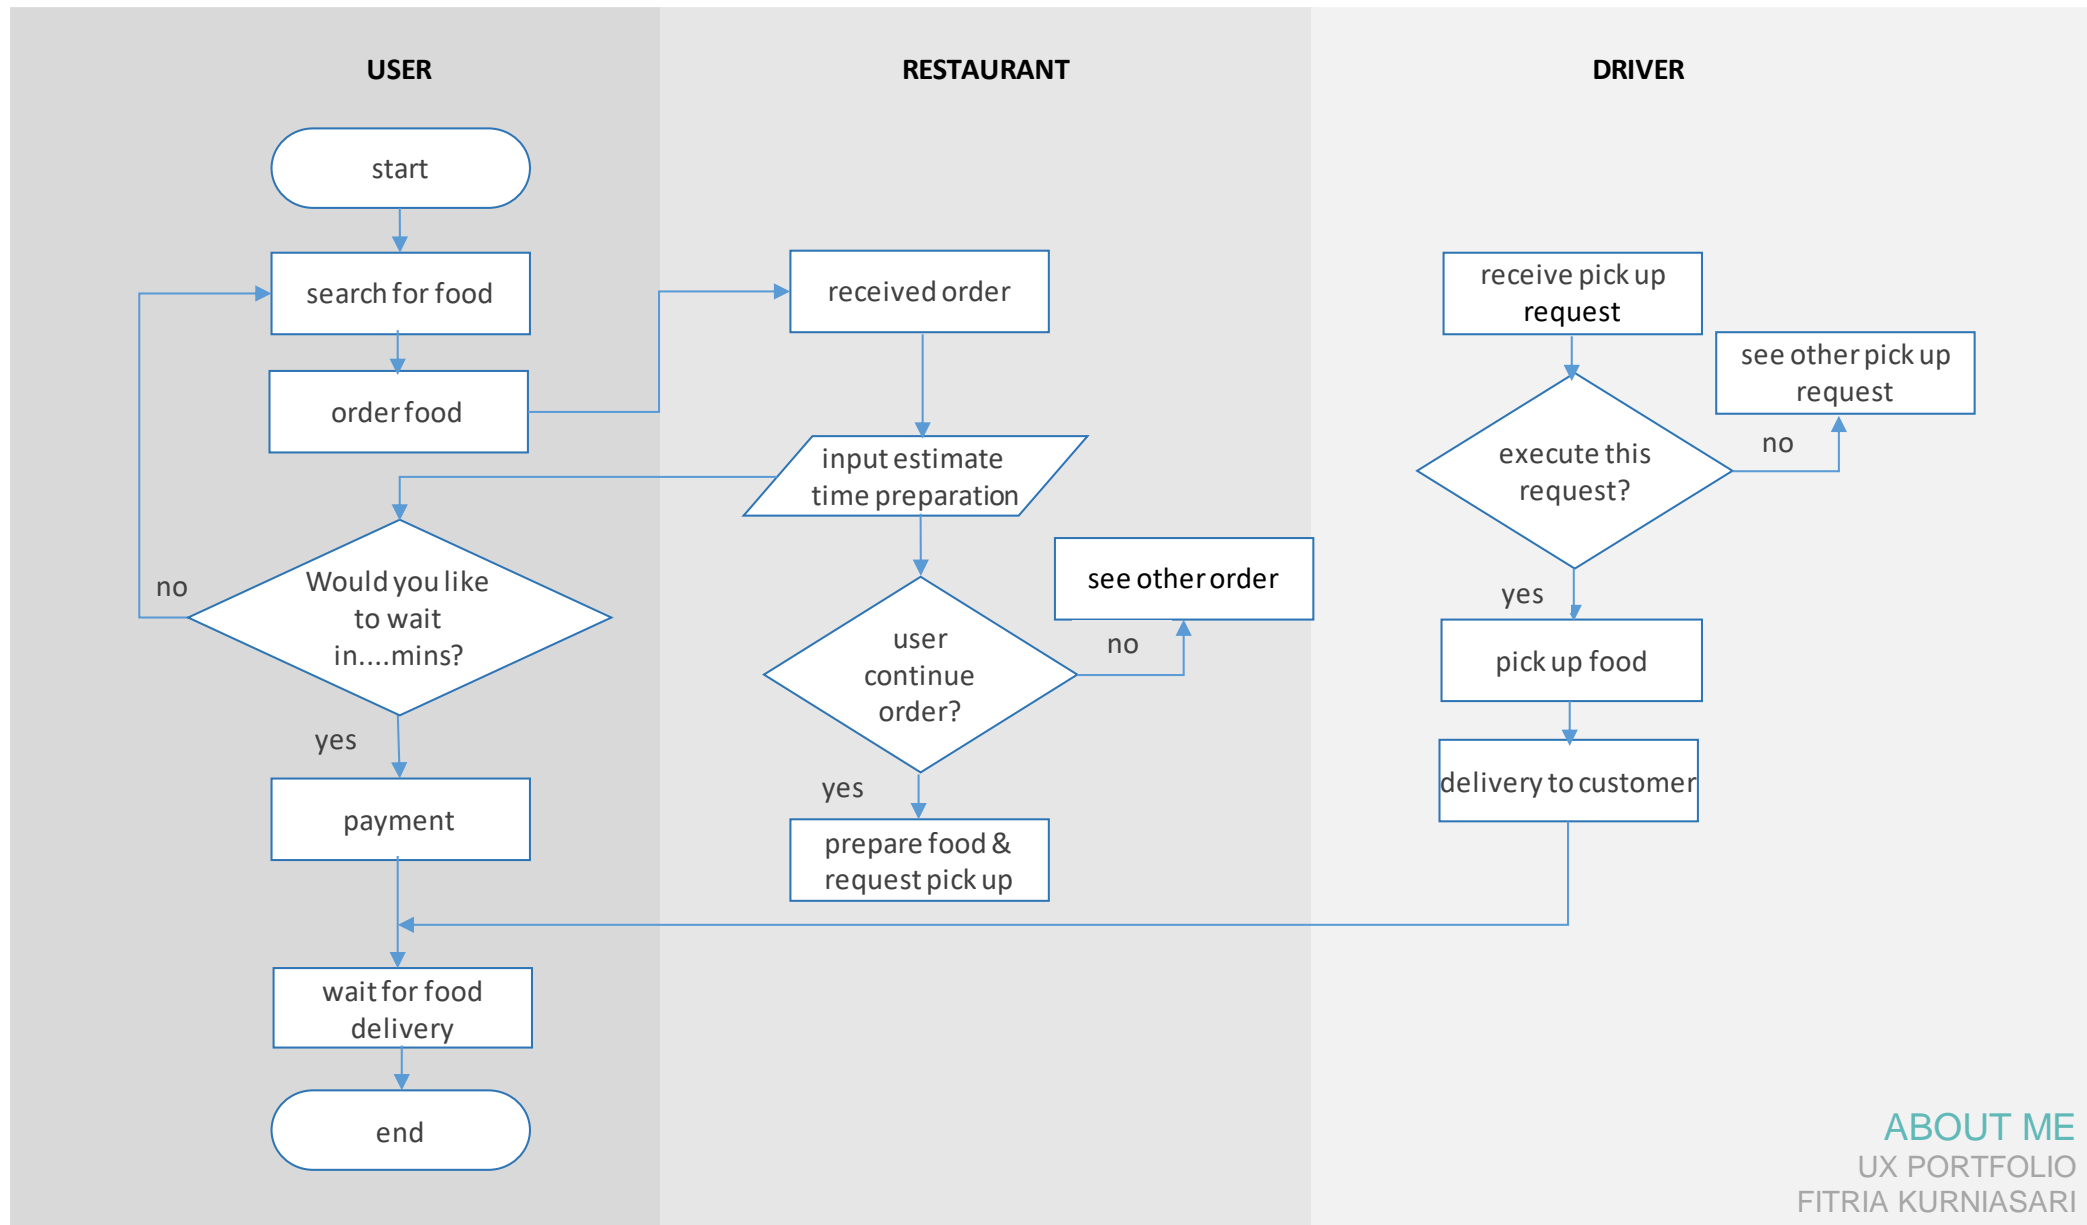 USER
RESTAURANT
DRIVER
start
search for food
order food
no
Would you like
to wait
in....mins?
yes
payment
wait for food
delivery
end
received order
input estimate
time preparation
see other order
user
continue
order?
no
yes
prepare food &
request pick up
receive pick up
request
see other pick up
request
execute this
request?
no
yes
pick up food
delivery to customer
ABOUT ME
UX PORTFOLIO
FITRIA KURNIASARI